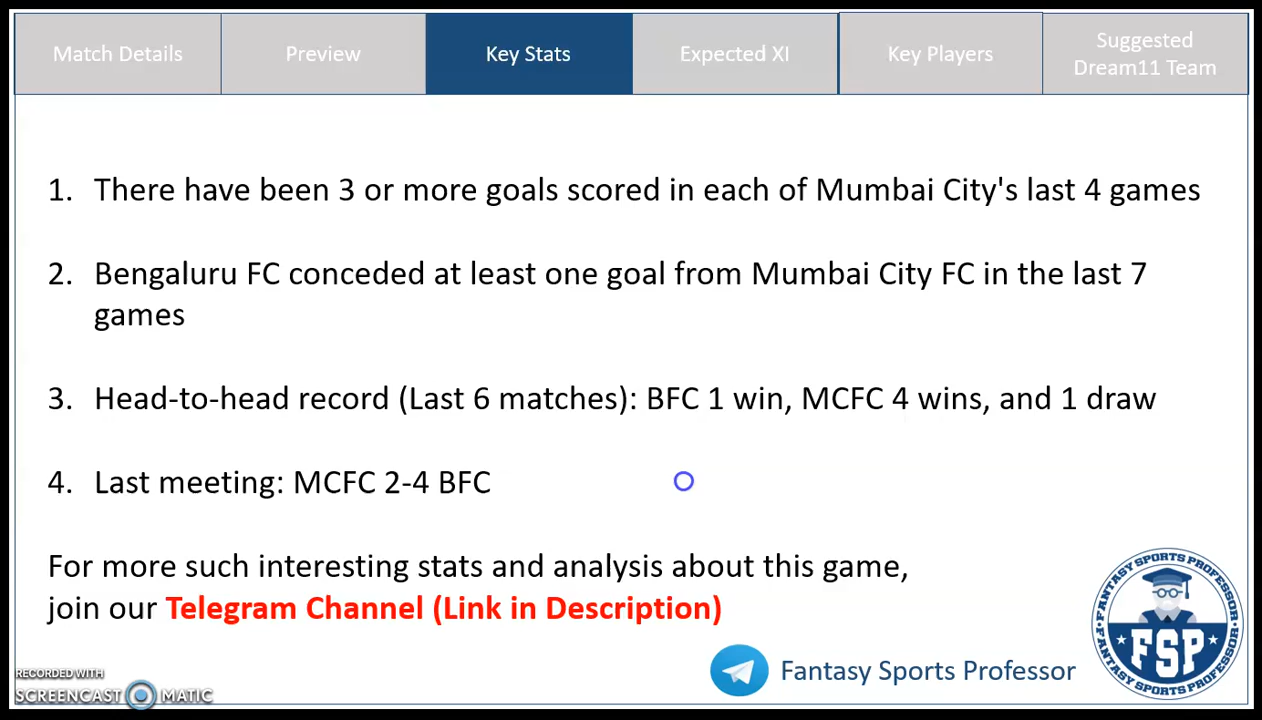 Match Details
Preview
Key Stats
Expected XI
Key Players
Suggested
Dream11 Team
1. There have been 3 or more goals scored in each of Mumbai City's last 4 games
2. Bengaluru FC conceded at least one goal from Mumbai City FC in the last 7
games
3. Head-to-head record (Last 6 matches): BFC 1 win, MCFC 4 wins, and 1 draw
4. Last meeting: MCFC 2-4 BFC
For more such interesting stats and analysis about this game,
join our Telegram Channel (Link in Description)
Fantasy Sports Professor
·FANTASY SPORTS PROFESSOR·
FSP
FANTASY SPORTS PROFESSOR
RECORDED WITH
SCREENCAST MATIC